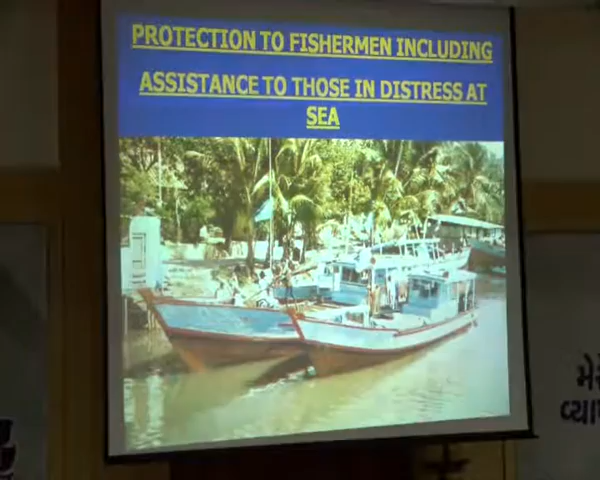 PROTECTION TO FISHERMEN INCLUDING
ASSISTANCE TO THOSE IN DISTRESS AT
SEA